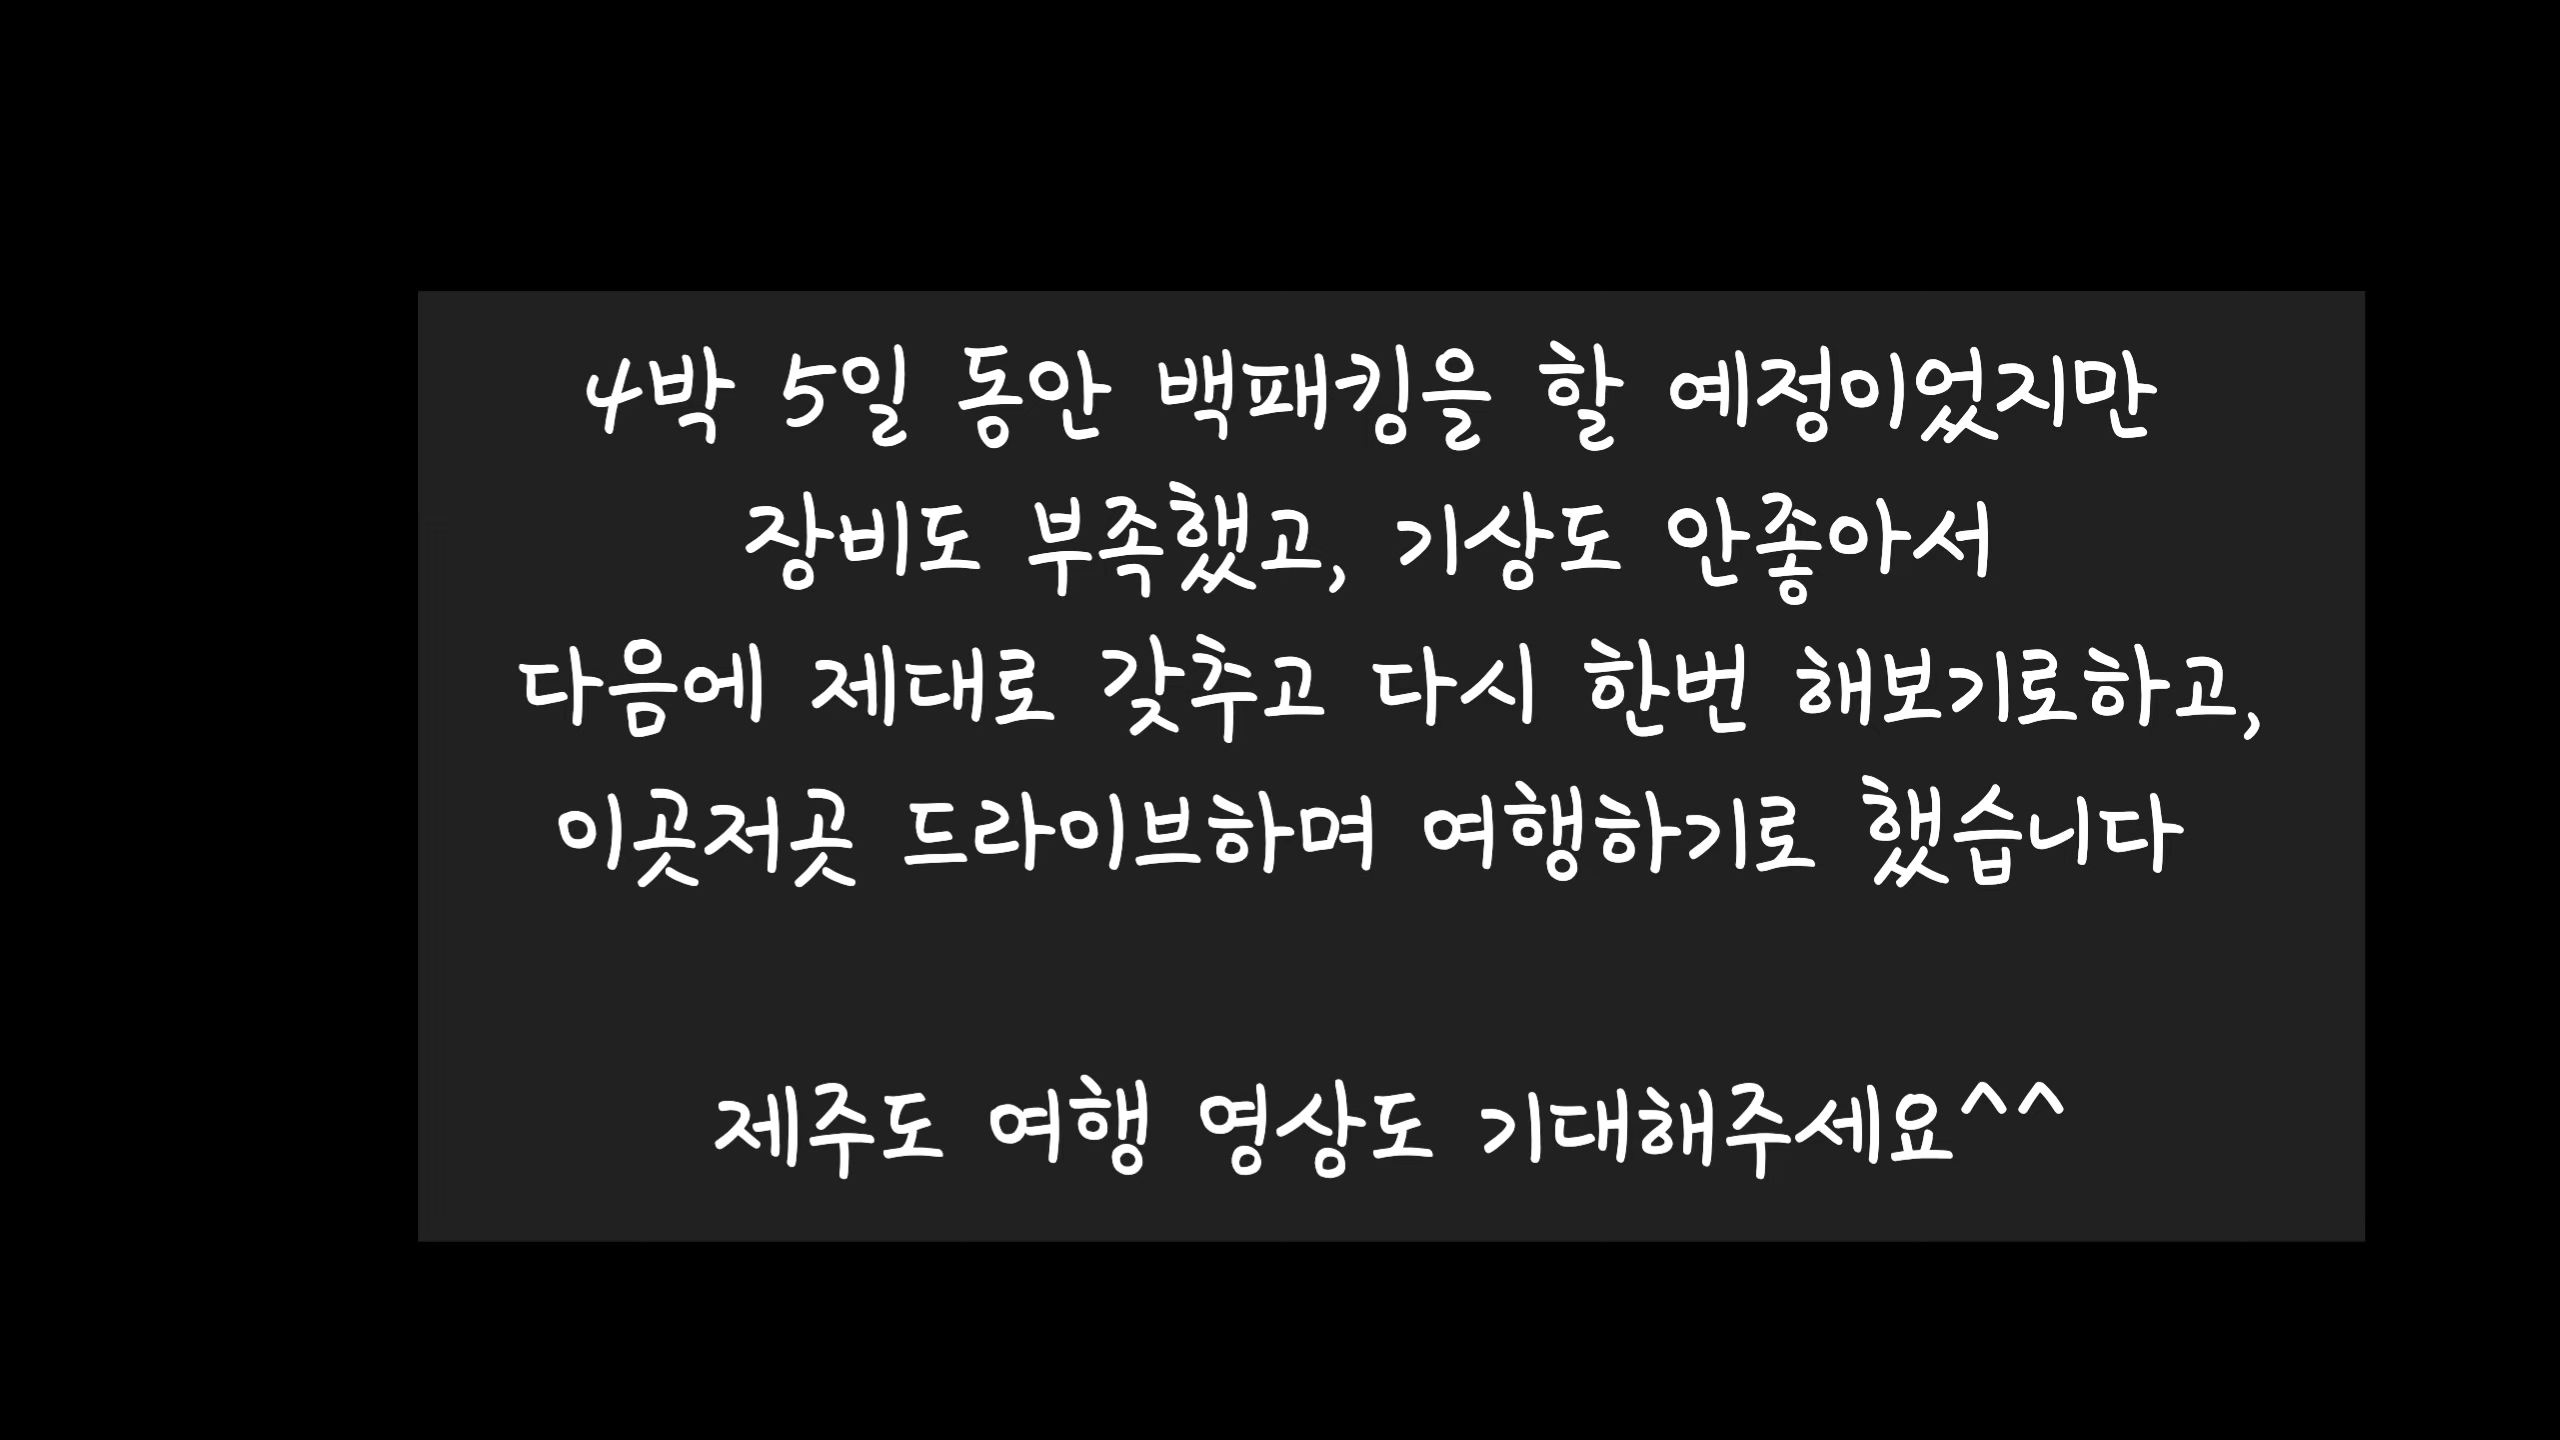 4박 5일 동안 백패킹을 할 예정이었지만
장비도 부족했고, 기상도 안좋아서
다음에 제대로 갖추고 다시 한번 해보기로하고,
이곳저곳 드라이브하며 여행하기로 했습니다
제주도 여행 영상도 기대해주세요^^